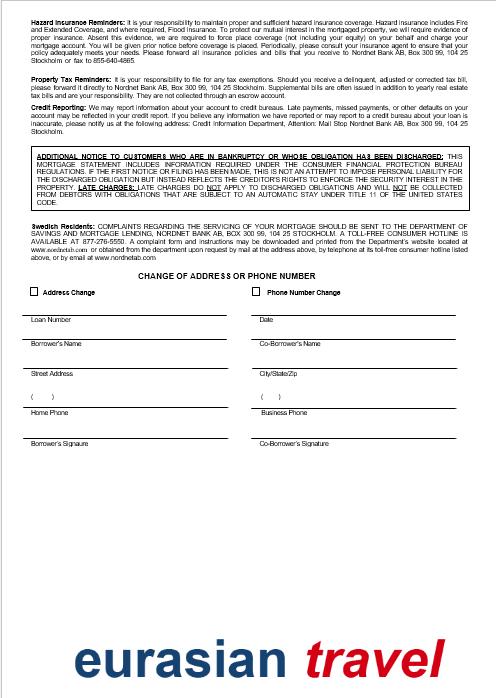 Hazard Insurance Reminders: It is your responsibility to maintain proper and sufficient hazard insurance coverage. Hazard insurance includes Fire
and Extended Coverage, and where required, Flood Insurance. To protect our mutual interest in the mortgaged property, we will require evidence of
proper insurance. Absent this evidence, we are required to force place coverage (not including your equity) on your behalf and charge your
mortgage account. You will be given prior notice before coverage is placed. Periodically, please consult your insurance agent to ensure that your
policy adequately meets your needs. Please forward all insurance policies and bills that you receive to Nordnet Bank AB, Box 300 99, 104 25
Stockholm or fax to 855-640-4865.
Property Tax Reminders: It is your responsibility to file for any tax exemptions. Should you receive a delinquent, adjusted or corrected tax bill,
please forward it directly to Nordnet Bank AB, Box 300 99, 104 25 Stockholm. Supplemental bills are often issued in addition to yearly real estate
tax bills and are your responsibility. They are not collected through an escrow account.
Credit Reporting: We may report information about your account to credit bureaus. Late payments, missed payments, or other defaults on your
account may be reflected in your credit report. If you believe any information we have reported or may report to a credit bureau about your loan is
inaccurate, please notify us at the following address: Credit Information Department, Attention: Mail Stop Nordnet Bank AB, Box 300 99, 104 25
Stockholm.
ADDITIONAL NOTICE TO CUSTOMERS WHO ARE IN BANKRUPTCY OR WHOSE OBLIGATION HAS BEEN DISCHARGED: THIS
MORTGAGE STATEMENT INCLUDES INFORMATION REQUIRED UNDER THE CONSUMER FINANCIAL PROTECTION BUREAU
REGULATIONS. IF THE FIRST NOTICE OR FILING HAS BEEN MADE, THIS IS NOT AN ATTEMPT TO IMPOSE PERSONAL LIABILITY FOR
THE DISCHARGED OBLIGATION BUT INSTEAD REFLECTS THE CREDITOR'S RIGHTS TO ENFORCE THE SECURITY INTEREST IN THE
PROPERTY. LATE CHARGES: LATE CHARGES DO NOT APPLY TO DISCHARGED OBLIGATIONS AND WILL NOT BE COLLECTED
FROM DEBTORS WITH OBLIGATIONS THAT ARE SUBJECT TO AN AUTOMATIC STAY UNDER TITLE 11 OF THE UNITED STATES
CODE.
Swedish Residents: COMPLAINTS REGARDING THE SERVICING OF YOUR MORTGAGE SHOULD BE SENT TO THE DEPARTMENT OF
SAVINGS AND MORTGAGE LENDING, NORDNET BANK AB, BOX 300 99, 104 25 STOCKHOLM. A TOLL-FREE CONSUMER HOTLINE IS
AVAILABLE AT 877-276-5550. A complaint form and instructions may be downloaded and printed from the Department's website located at
www.nordnetab.com or obtained from the department upon request by mail at the address above, by telephone at its toll-free consumer hotline listed
above, or by email at www.nordnetab.com
CHANGE OF ADDRESS OR PHONE NUMBER
Address Change Phone Number Change
Loan Number Date
Borrower's Name Co-Borrower's Name
Street Address City/State/Zip
( ) ( )
Home Phone Business Phone
Borrower's Signaure Co-Borrower's Signature
eurasian travel